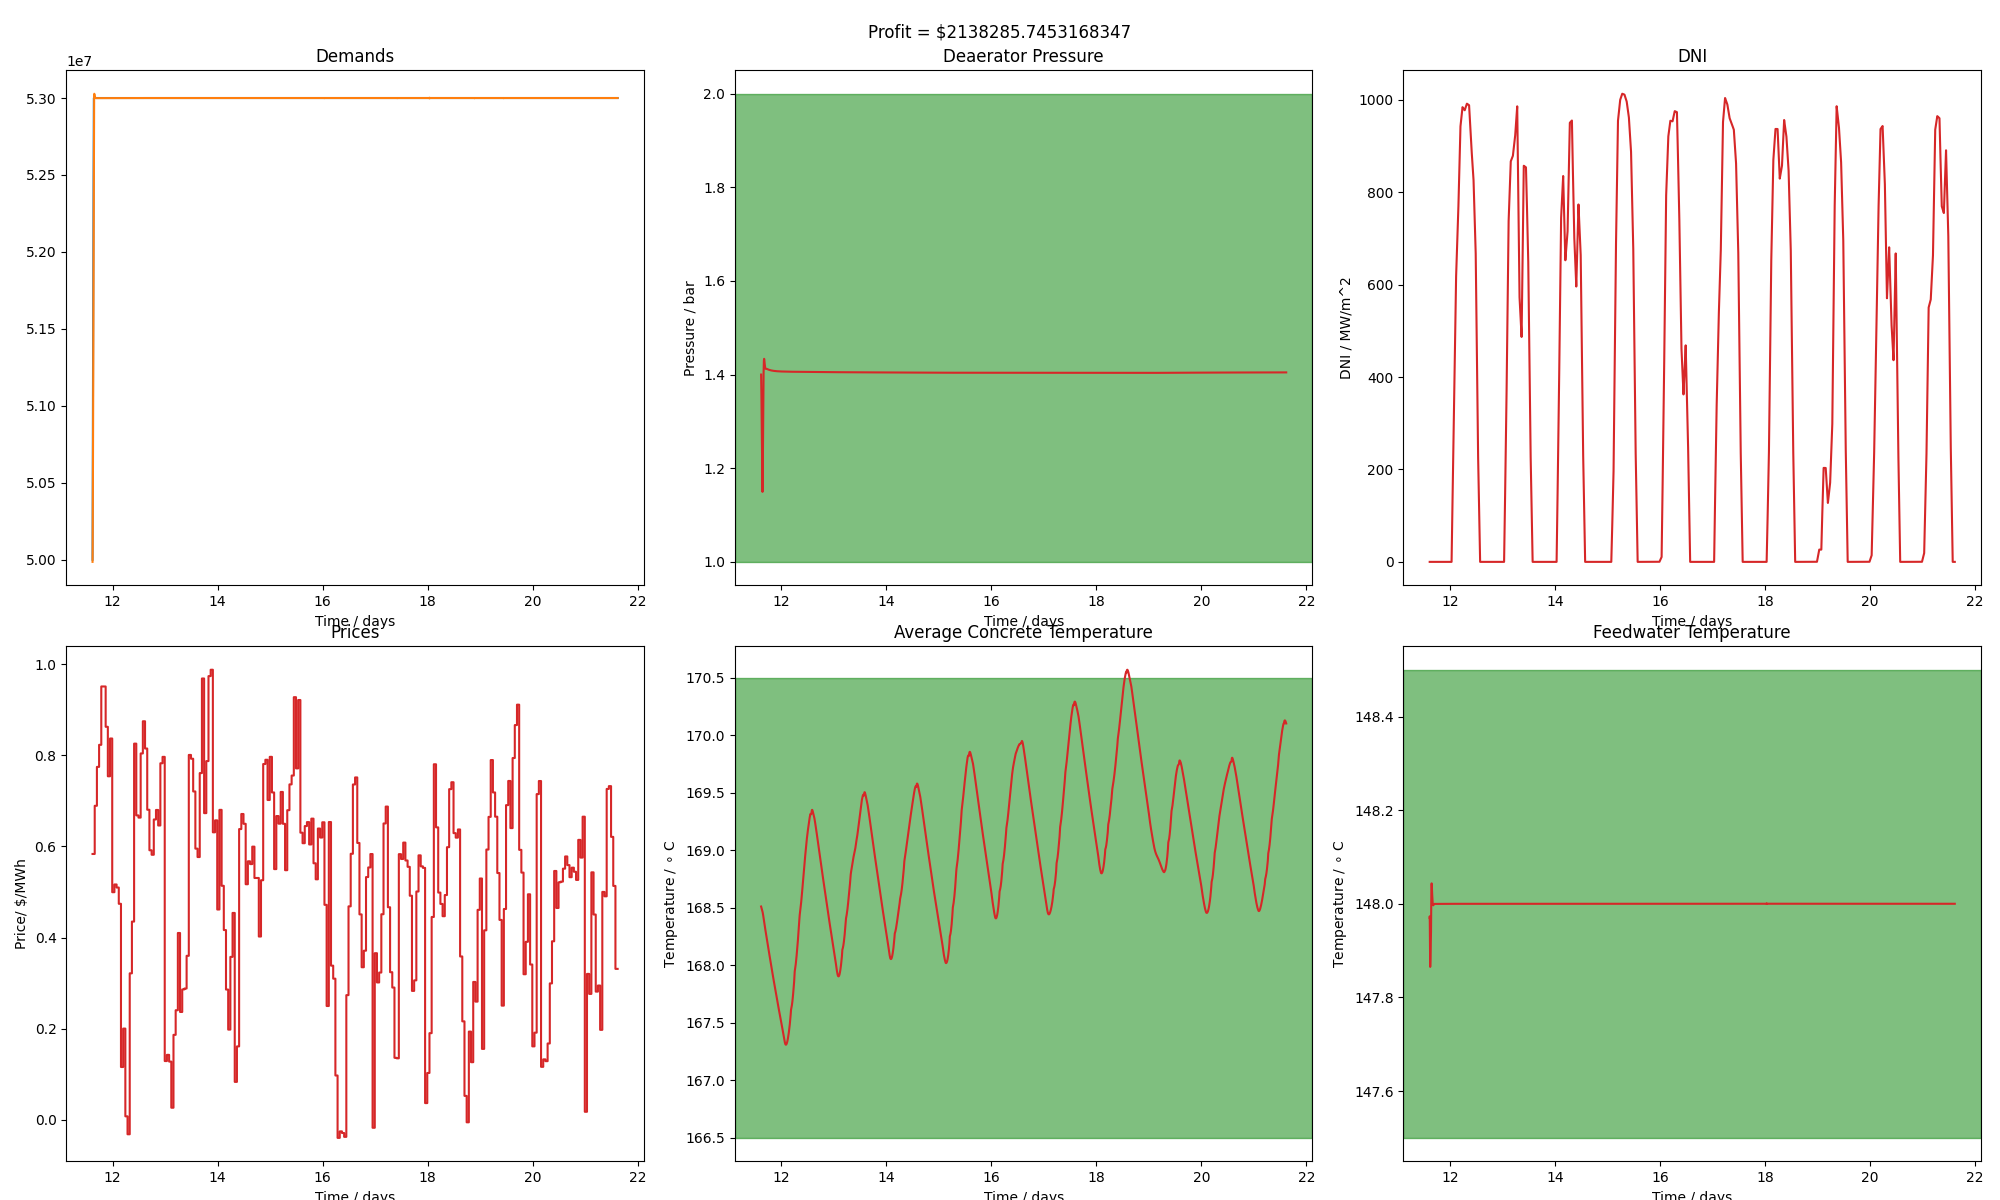 Profit = $2138285.7453168347
Demands
1e7
5.30
5.25
5.20
5.15
5.10
5.05
5.00
12 14 16 18 20 22
Time / days
Deaerator Pressure
Pressure / bar
2.0
1.8
1.6
1.4
1.2
1.0
12 14 16 18 20 22
Time / days
DNI
DNI / MW/m^2
1000
800
600
400
200
0
12 14 16 18 20 22
Time / days
Prices
Price/ $/MWh
1.0
0.8
0.6
0.4
0.2
0.0
12 14 16 18 20 22
Time / days
Average Concrete Temperature
Temperature / ∘ C
170.5
170.0
169.5
169.0
168.5
168.0
167.5
167.0
166.5
12 14 16 18 20 22
Time / days
Feedwater Temperature
Temperature / ∘ C
148.4
148.2
148.0
147.8
147.6
12 14 16 18 20 22
Time / days